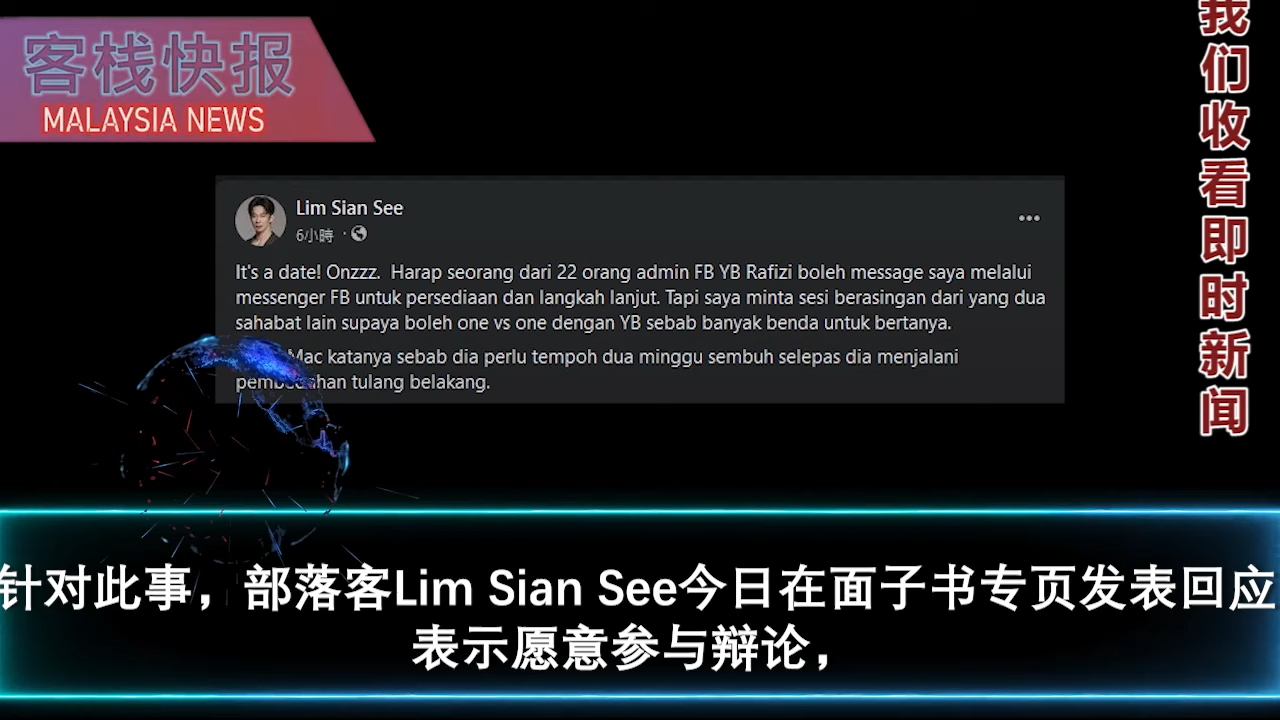 客栈快报
MALAYSIA NEWS
我们收看即时新闻
Lim Sian See
6小時 ·
It's a date! Onzzz. Harap seorang dari 22 orang admin FB YB Rafizi boleh message saya melalui
messenger FB untuk persediaan dan langkah lanjut. Tapi saya minta sesi berasingan dari yang dua
sahabat lain supaya boleh one vs one dengan YB sebab banyak benda untuk bertanya.
Mac katanya sebab dia perlu tempoh dua minggu sembuh selepas dia menjalani
pembedahan tulang belakang.
针对此事，部落客Lim Sian See今日在面子书专页发表回应
表示愿意参与辩论，